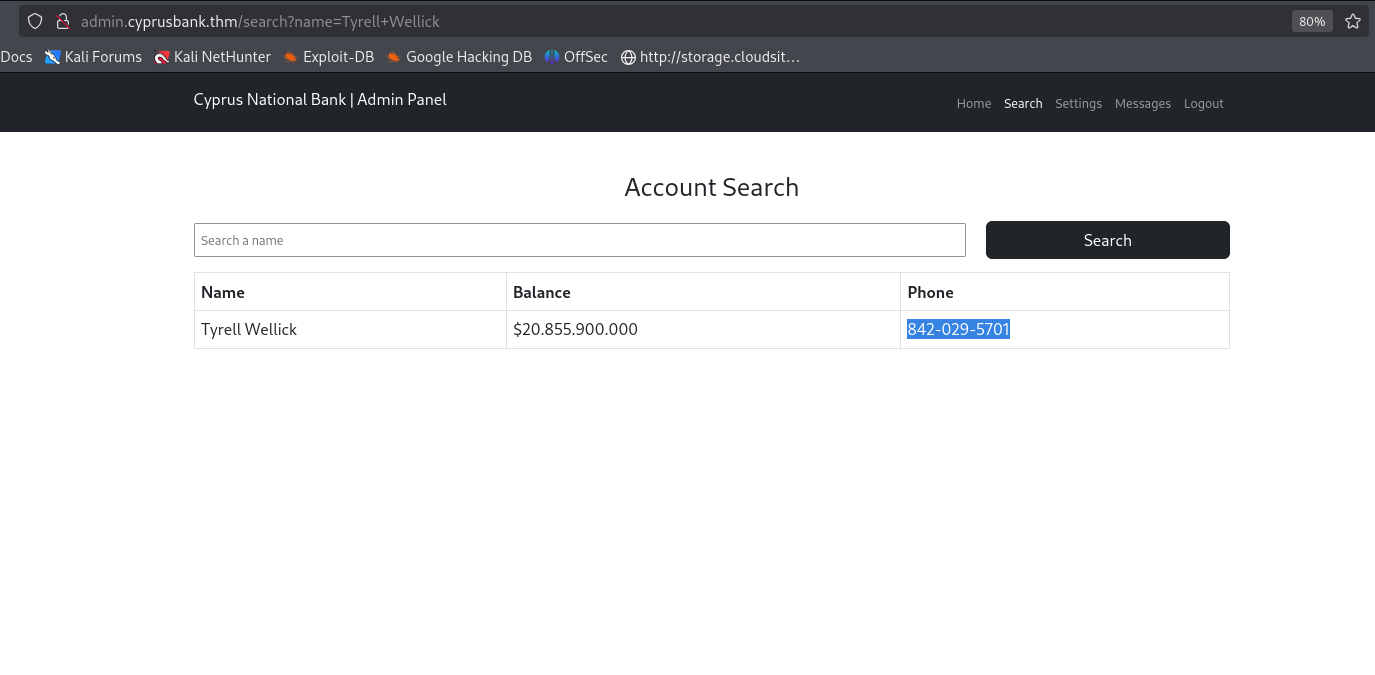 admin.cyprusbank.thm/search?name=Tyrell+Wellick 80%
Docs Kali Forums Kali NetHunter Exploit-DB Google Hacking DB OffSec http://storage.cloudsit…
Cyprus National Bank | Admin Panel Home Search Settings Messages Logout
Account Search
Search a name Search
Name Balance Phone
Tyrell Wellick $20.855.900.000 842-029-5701